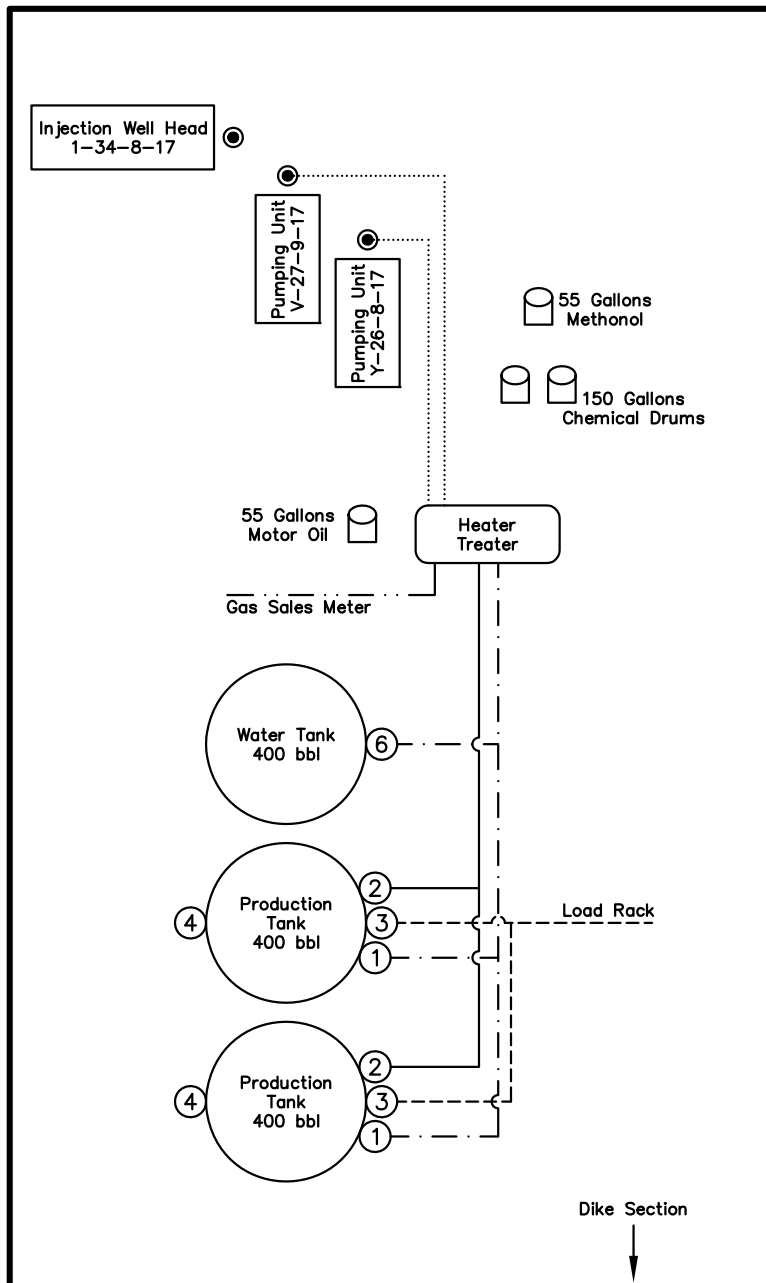 Injection Well Head
1-34-8-17
Pumping Unit
V-27-9-17
Pumping Unit
Y-26-8-17
55 Gallons
Methonol
150 Gallons
Chemical Drums
55 Gallons
Motor Oil
Heater
Treater
Gas Sales Meter
Water Tank
400 bbl
6
2
Production
Tank
400 bbl
4
3
Load Rack
1
2
Production
Tank
400 bbl
4
3
1
Dike Section